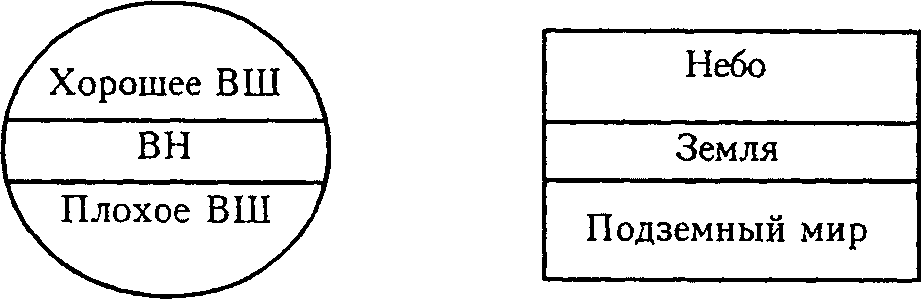 Хорошее ВШ
ВН
Плохое ВШ
Небо
Земля
Подземный мир